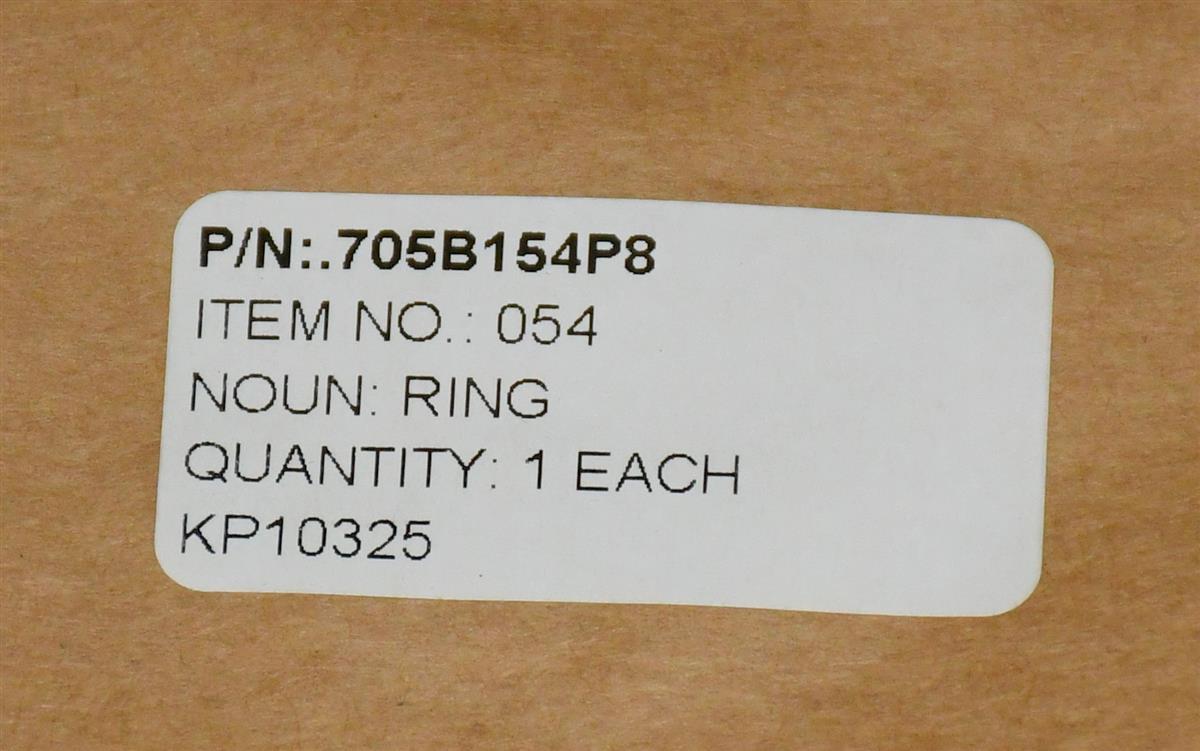 P/N:.705B154P8
ITEM NO.: 054
NOUN: RING
QUANTITY: 1 EACH
KP10325